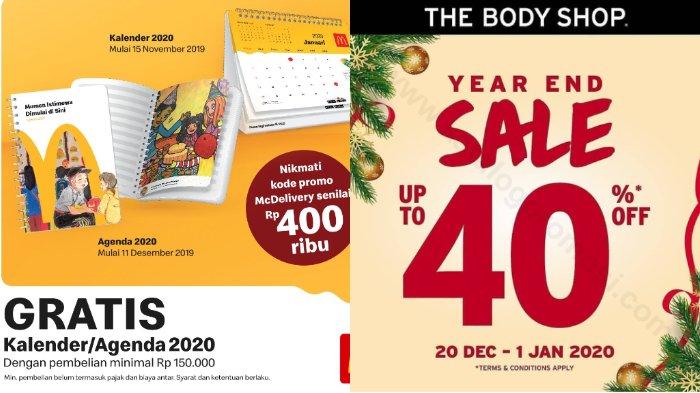 Kalender 2020
Mulai 15 November 2019
2020
Januari
Momen Istimewa
Dimulai di Sini
Agenda 2020
Mulai 11 Desember 2019
Nikmati
kode promo
McDelivery senilai
Rp 400
ribu
GRATIS
Kalender/Agenda 2020
Dengan pembelian minimal Rp 150.000
Min. pembelian belum termasuk pajak dan biaya antar. Syarat dan ketentuan berlaku.
THE BODY SHOP.
YEAR END
SALE
UP TO 40%* OFF
20 DEC - 1 JAN 2020
*TERMS & CONDITIONS APPLY